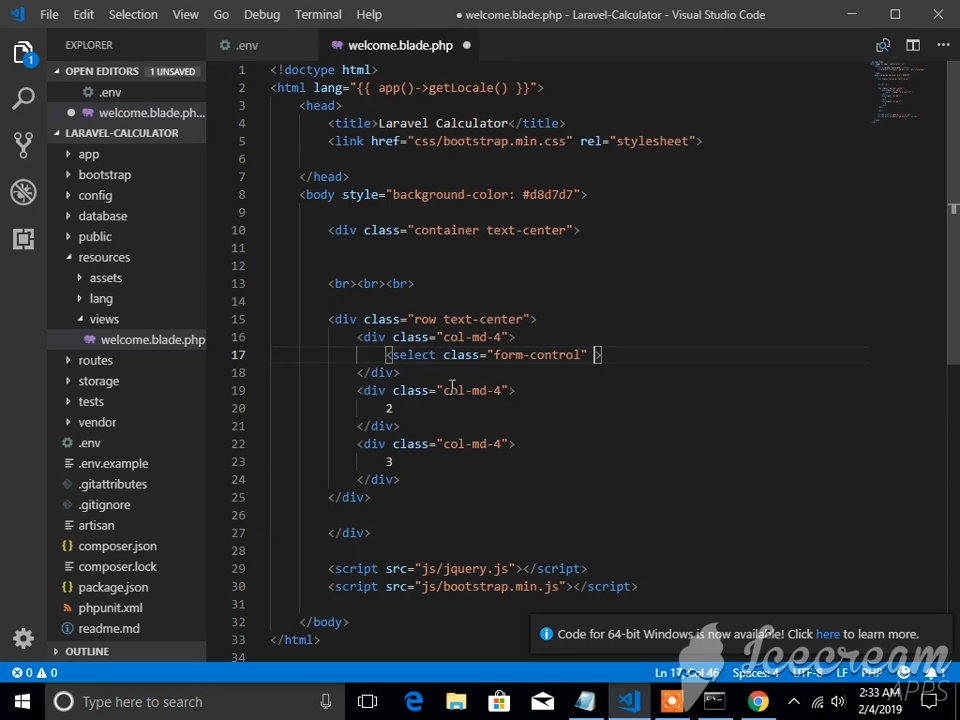 File Edit Selection View Go Debug Terminal Help
● welcome.blade.php - Laravel-Calculator - Visual Studio Code
EXPLORER
.env
welcome.blade.php ●
OPEN EDITORS 1 UNSAVED
.env
welcome.blade.ph...
LARAVEL-CALCULATOR
app
bootstrap
config
database
public
resources
assets
lang
views
welcome.blade.php
routes
storage
tests
vendor
.env
.env.example
.gitattributes
.gitignore
artisan
composer.json
composer.lock
package.json
phpunit.xml
readme.md
OUTLINE
1 <!doctype html>
2 <html lang="{{ app()->getLocale() }}">
3 <head>
4 <title>Laravel Calculator</title>
5 <link href="css/bootstrap.min.css" rel="stylesheet">
6
7 </head>
8 <body style="background-color: #d8d7d7">
9
10 <div class="container text-center">
11
12
13 <br><br><br>
14
15 <div class="row text-center">
16 <div class="col-md-4">
17 <select class="form-control" >
18 </div>
19 <div class="col-md-4">
20 2
21 </div>
22 <div class="col-md-4">
23 3
24 </div>
25 </div>
26
27 </div>
28
29 <script src="js/jquery.js"></script>
30 <script src="js/bootstrap.min.js"></script>
31
32 </body>
33 </html>
34
Code for 64-bit Windows is now available! Click here to learn more.
0 0
Ln 17, Col 46 Spaces: 4 UTF-8 LF PHP 1
Icecream
APPS
Type here to search
2:33 AM
2/4/2019